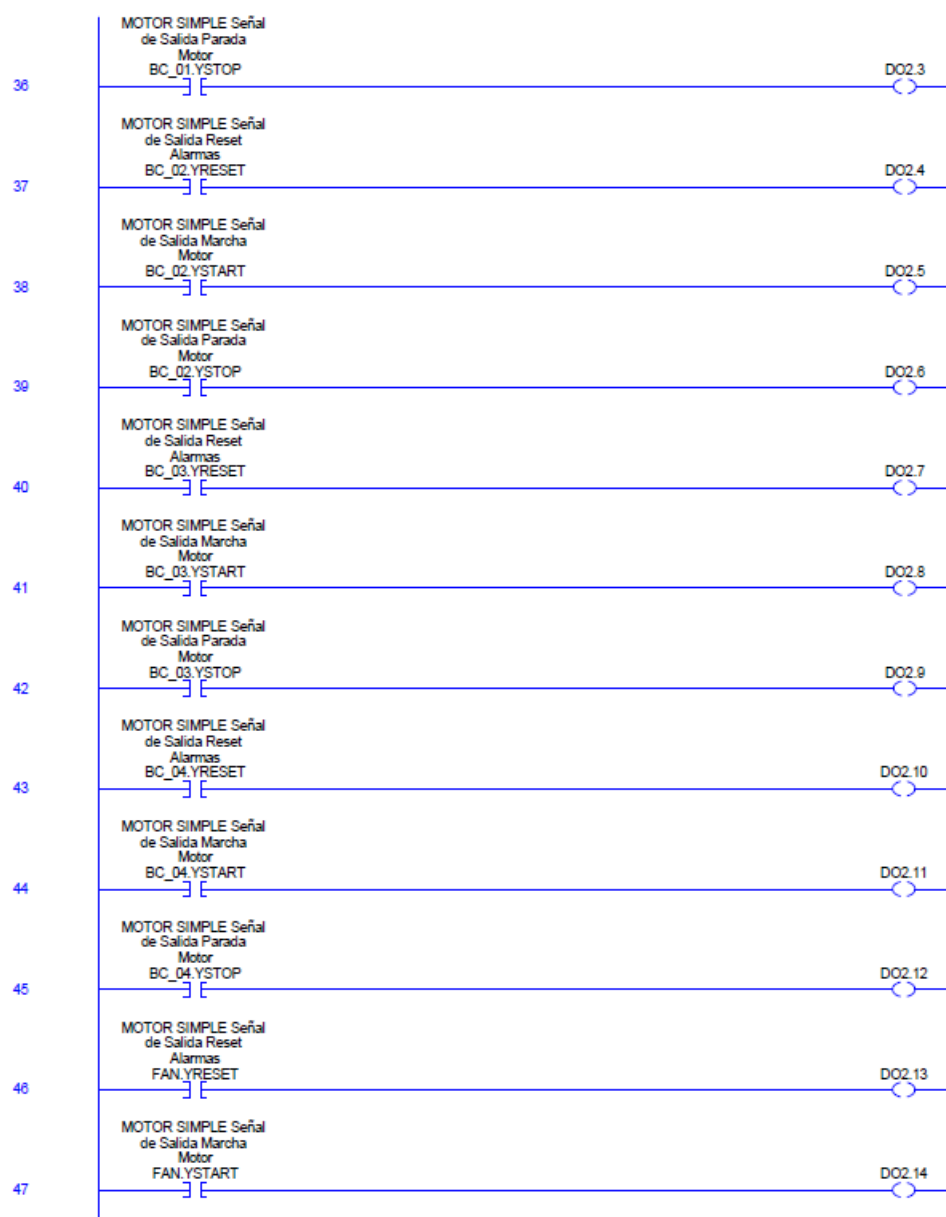 MOTOR SIMPLE Señal
de Salida Parada
Motor
BC_01.YSTOP
DO2.3
36
MOTOR SIMPLE Señal
de Salida Reset
Alarmas
BC_02.YRESET
DO2.4
37
MOTOR SIMPLE Señal
de Salida Marcha
Motor
BC_02.YSTART
DO2.5
38
MOTOR SIMPLE Señal
de Salida Parada
Motor
BC_02.YSTOP
DO2.6
39
MOTOR SIMPLE Señal
de Salida Reset
Alarmas
BC_03.YRESET
DO2.7
40
MOTOR SIMPLE Señal
de Salida Marcha
Motor
BC_03.YSTART
DO2.8
41
MOTOR SIMPLE Señal
de Salida Parada
Motor
BC_03.YSTOP
DO2.9
42
MOTOR SIMPLE Señal
de Salida Reset
Alarmas
BC_04.YRESET
DO2.10
43
MOTOR SIMPLE Señal
de Salida Marcha
Motor
BC_04.YSTART
DO2.11
44
MOTOR SIMPLE Señal
de Salida Parada
Motor
BC_04.YSTOP
DO2.12
45
MOTOR SIMPLE Señal
de Salida Reset
Alarmas
FAN.YRESET
DO2.13
46
MOTOR SIMPLE Señal
de Salida Marcha
Motor
FAN.YSTART
DO2.14
47